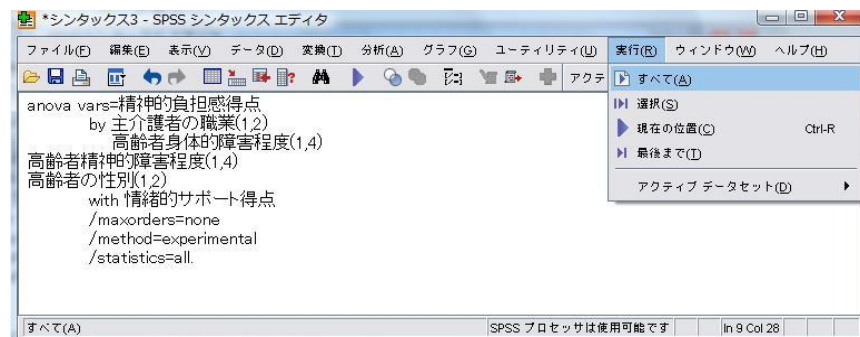 *シンタックス3 - SPSS シンタックス エディタ
ファイル(F) 編集(E) 表示(V) データ(D) 変換(T) 分析(A) グラフ(G) ユーティリティ(U) 実行(R) ウィンドウ(W) ヘルプ(H)
アクテ
すべて(A)
選択(S)
現在の位置(C) Ctrl-R
最後まで(T)
アクティブ データセット(D)
anova vars=精神的負担感得点
by 主介護者の職業(1,2)
高齢者身体的障害程度(1,4)
高齢者精神的障害程度(1,4)
高齢者の性別(1,2)
with 情緒的サポート得点
/maxorders=none
/method=experimental
/statistics=all.
すべて(A) SPSS プロセッサは使用可能です In 9 Col 28